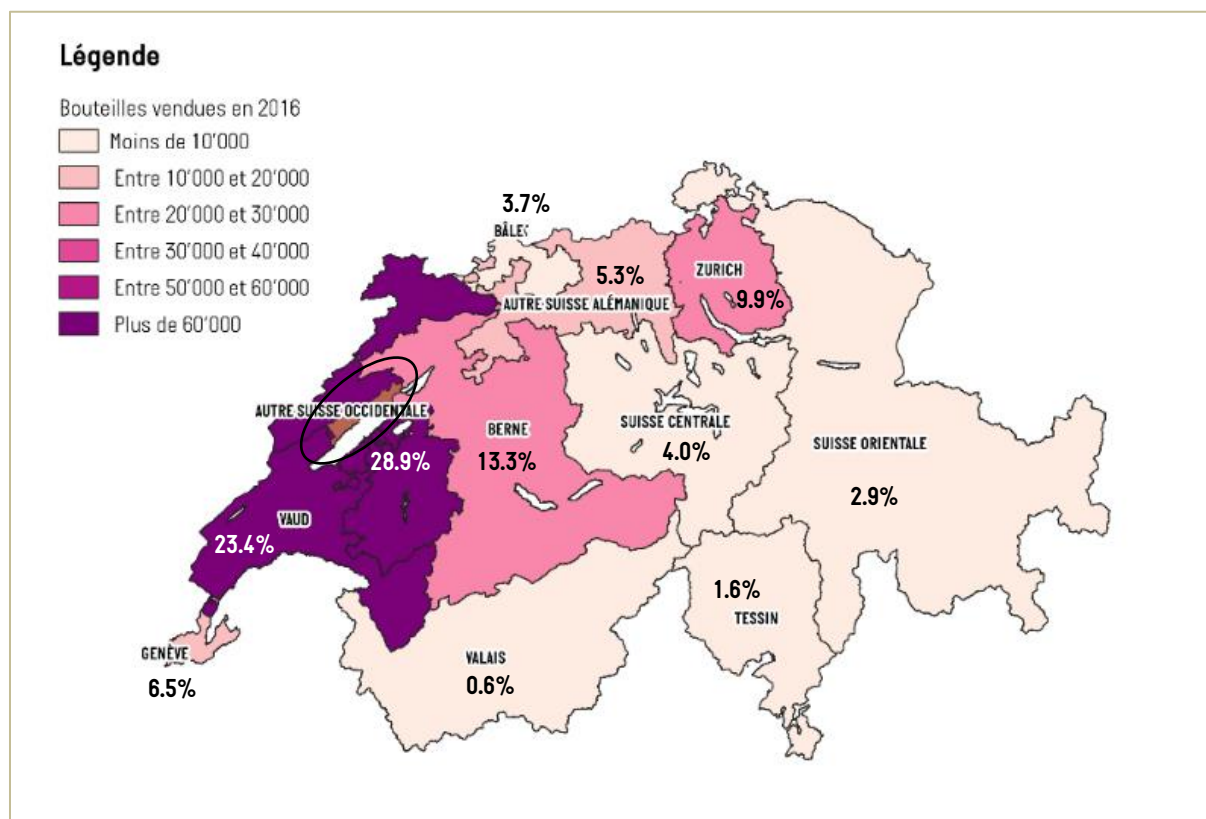 Légende
Bouteilles vendues en 2016
Moins de 10'000
Entre 10'000 et 20'000
Entre 20'000 et 30'000
Entre 30'000 et 40'000
Entre 50'000 et 60'000
Plus de 60'000
3.7%
BÂLE
5.3%
AUTRE SUISSE ALÉMANIQUE
ZURICH
9.9%
AUTRE SUISSE OCCIDENTALE
28.9%
BERNE
13.3%
SUISSE CENTRALE
4.0%
SUISSE ORIENTALE
2.9%
VAUD
23.4%
1.6%
TESSIN
GENÈVE
6.5%
VALAIS
0.6%